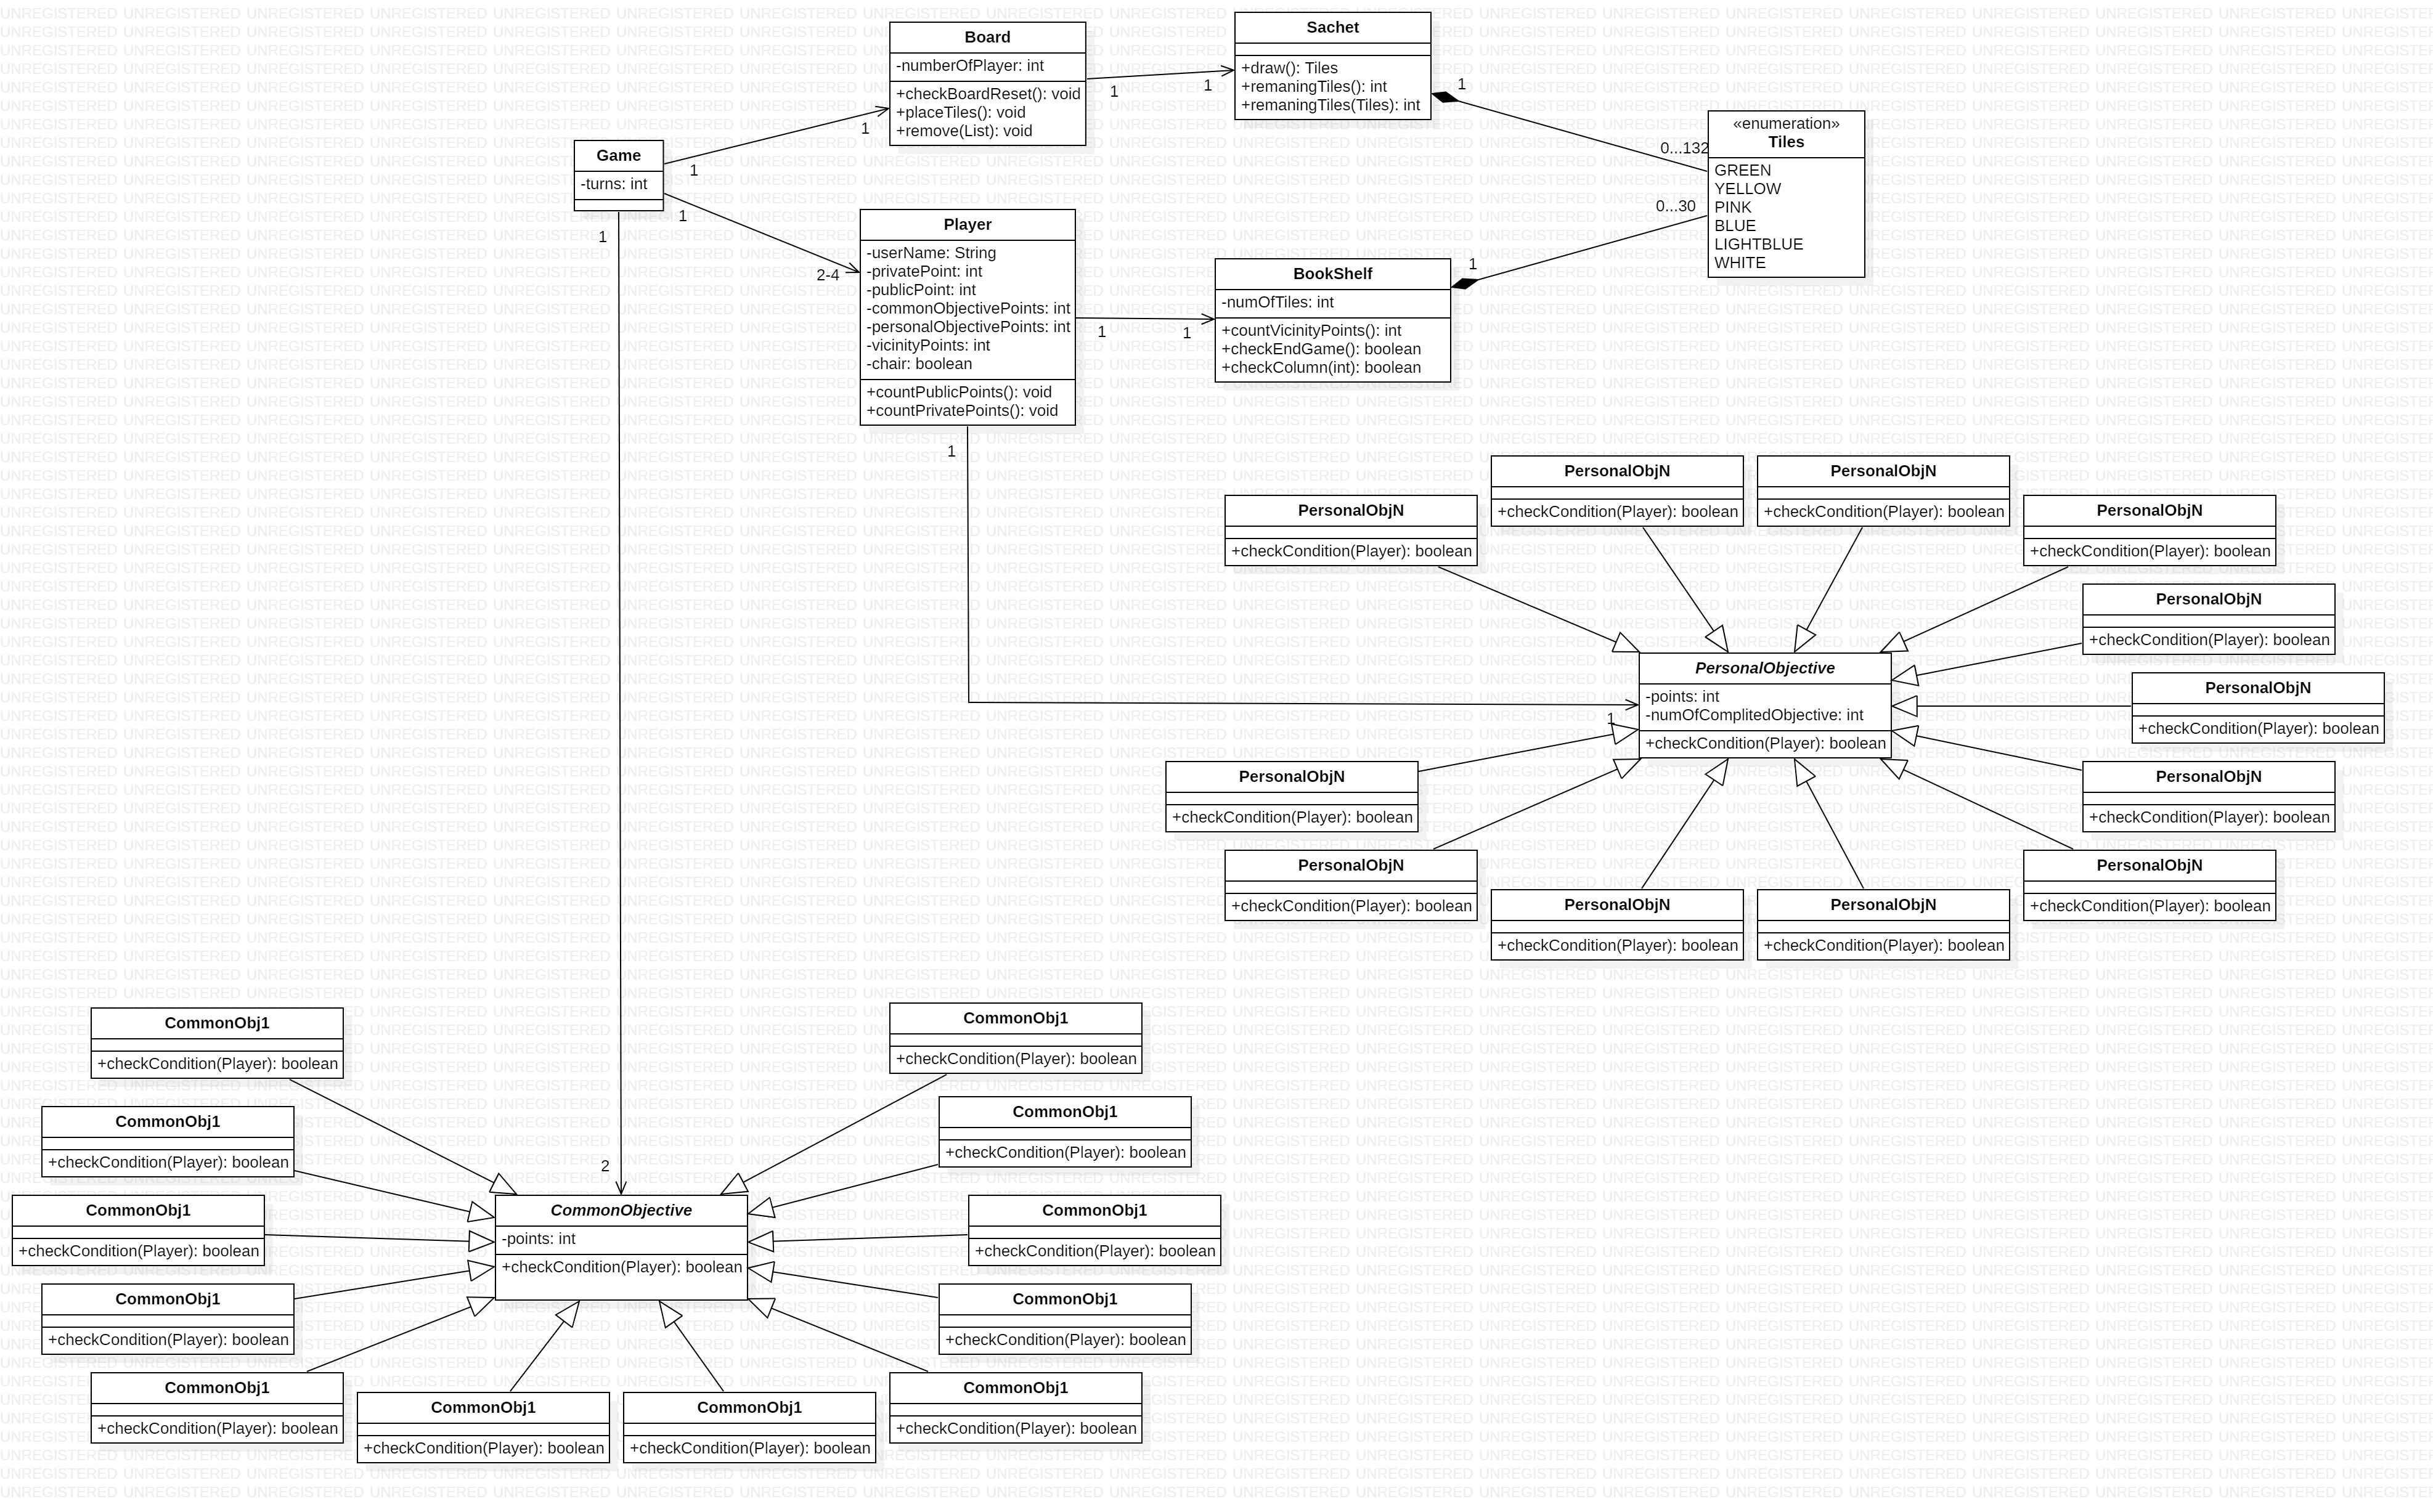 Board
-numberOfPlayer: int
+checkBoardReset(): void
+placeTiles(): void
+remove(List): void
Sachet
+draw(): Tiles
+remaningTiles(): int
+remaningTiles(Tiles): int
1
1
1
1
1
0...132
«enumeration»
Tiles
GREEN
YELLOW
PINK
BLUE
LIGHTBLUE
WHITE
Game
-turns: int
1
1
2-4
Player
-userName: String
-privatePoint: int
-publicPoint: int
-commonObjectivePoints: int
-personalObjectivePoints: int
-vicinityPoints: int
-chair: boolean
+countPublicPoints(): void
+countPrivatePoints(): void
1
1
BookShelf
-numOfTiles: int
+countVicinityPoints(): int
+checkEndGame(): boolean
+checkColumn(int): boolean
1
0...30
1
1
PersonalObjN
+checkCondition(Player): boolean
PersonalObjN
+checkCondition(Player): boolean
PersonalObjN
+checkCondition(Player): boolean
PersonalObjN
+checkCondition(Player): boolean
PersonalObjN
+checkCondition(Player): boolean
PersonalObjective
-points: int
-numOfComplitedObjective: int
+checkCondition(Player): boolean
PersonalObjN
+checkCondition(Player): boolean
PersonalObjN
+checkCondition(Player): boolean
PersonalObjN
+checkCondition(Player): boolean
PersonalObjN
+checkCondition(Player): boolean
PersonalObjN
+checkCondition(Player): boolean
PersonalObjN
+checkCondition(Player): boolean
PersonalObjN
+checkCondition(Player): boolean
CommonObj1
+checkCondition(Player): boolean
CommonObj1
+checkCondition(Player): boolean
CommonObj1
+checkCondition(Player): boolean
CommonObj1
+checkCondition(Player): boolean
2
CommonObj1
+checkCondition(Player): boolean
CommonObjective
-points: int
+checkCondition(Player): boolean
CommonObj1
+checkCondition(Player): boolean
CommonObj1
+checkCondition(Player): boolean
CommonObj1
+checkCondition(Player): boolean
CommonObj1
+checkCondition(Player): boolean
CommonObj1
+checkCondition(Player): boolean
CommonObj1
+checkCondition(Player): boolean
CommonObj1
+checkCondition(Player): boolean
UNREGISTERED